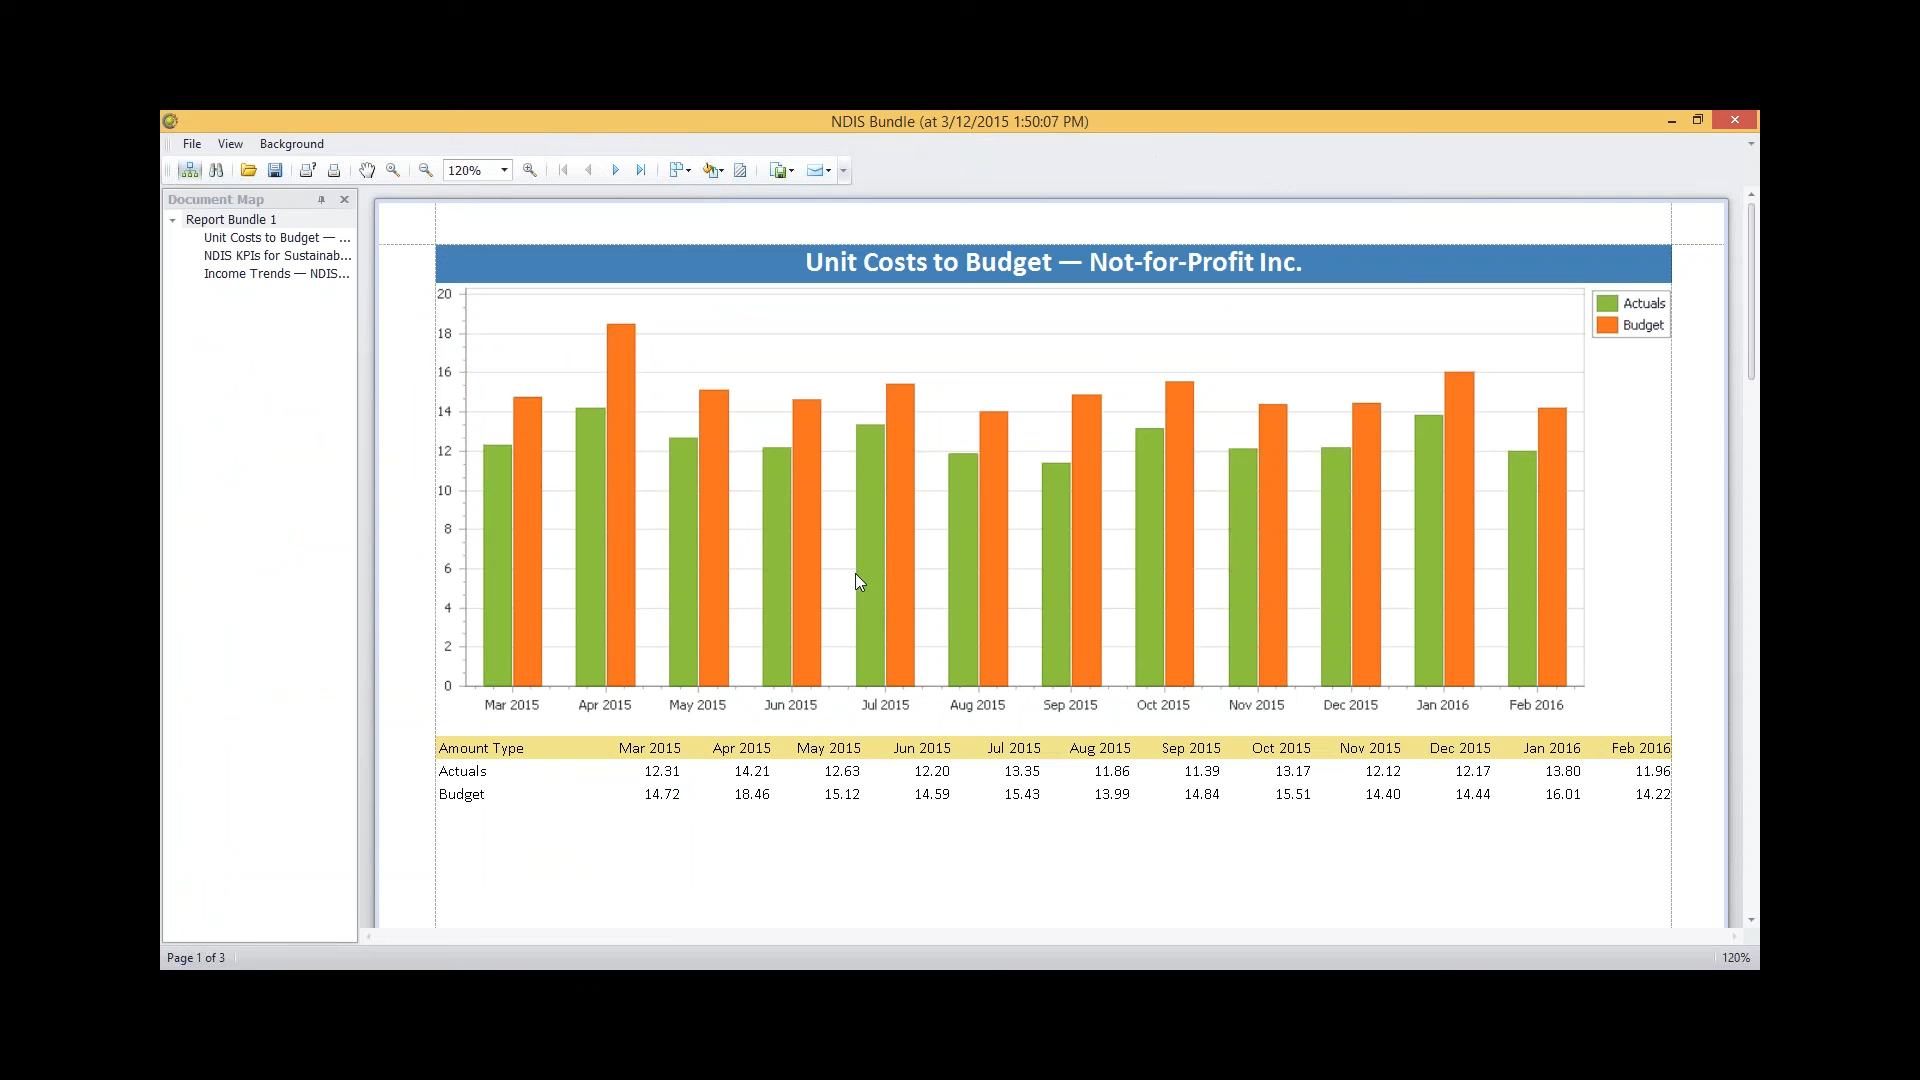 NDIS Bundle (at 3/12/2015 1:50:07 PM)
File View Background
120%
Document Map
Report Bundle 1
Unit Costs to Budget — ...
NDIS KPIs for Sustainab...
Income Trends — NDIS...
Unit Costs to Budget — Not-for-Profit Inc.
Actuals
Budget
20
18
16
14
12
10
8
6
4
2
0
Mar 2015 Apr 2015 May 2015 Jun 2015 Jul 2015 Aug 2015 Sep 2015 Oct 2015 Nov 2015 Dec 2015 Jan 2016 Feb 2016
Amount Type Mar 2015 Apr 2015 May 2015 Jun 2015 Jul 2015 Aug 2015 Sep 2015 Oct 2015 Nov 2015 Dec 2015 Jan 2016 Feb 2016
Actuals 12.31 14.21 12.63 12.20 13.35 11.86 11.39 13.17 12.12 12.17 13.80 11.96
Budget 14.72 18.46 15.12 14.59 15.43 13.99 14.84 15.51 14.40 14.44 16.01 14.22
Page 1 of 3
120%